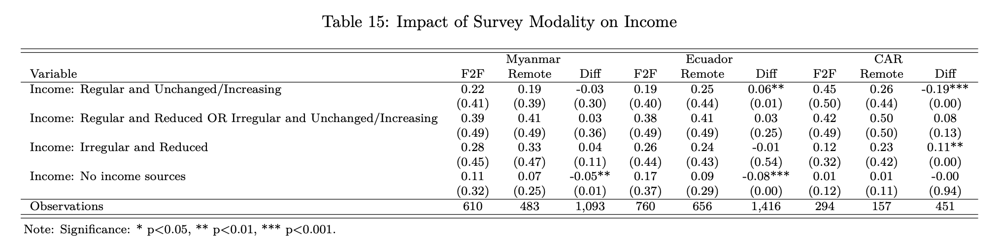 Table 15: Impact of Survey Modality on Income
Myanmar Ecuador CAR
Variable F2F Remote Diff F2F Remote Diff F2F Remote Diff
Income: Regular and Unchanged/Increasing 0.22 0.19 -0.03 0.19 0.25 0.06** 0.45 0.26 -0.19***
(0.41) (0.39) (0.30) (0.40) (0.44) (0.01) (0.50) (0.44) (0.00)
Income: Regular and Reduced OR Irregular and Unchanged/Increasing 0.39 0.41 0.03 0.38 0.41 0.03 0.42 0.50 0.08
(0.49) (0.49) (0.36) (0.49) (0.49) (0.25) (0.49) (0.50) (0.13)
Income: Irregular and Reduced 0.28 0.33 0.04 0.26 0.24 -0.01 0.12 0.23 0.11**
(0.45) (0.47) (0.11) (0.44) (0.43) (0.54) (0.32) (0.42) (0.00)
Income: No income sources 0.11 0.07 -0.05** 0.17 0.09 -0.08*** 0.01 0.01 -0.00
(0.32) (0.25) (0.01) (0.37) (0.29) (0.00) (0.12) (0.11) (0.94)
Observations 610 483 1,093 760 656 1,416 294 157 451
Note: Significance: * p<0.05, ** p<0.01, *** p<0.001.